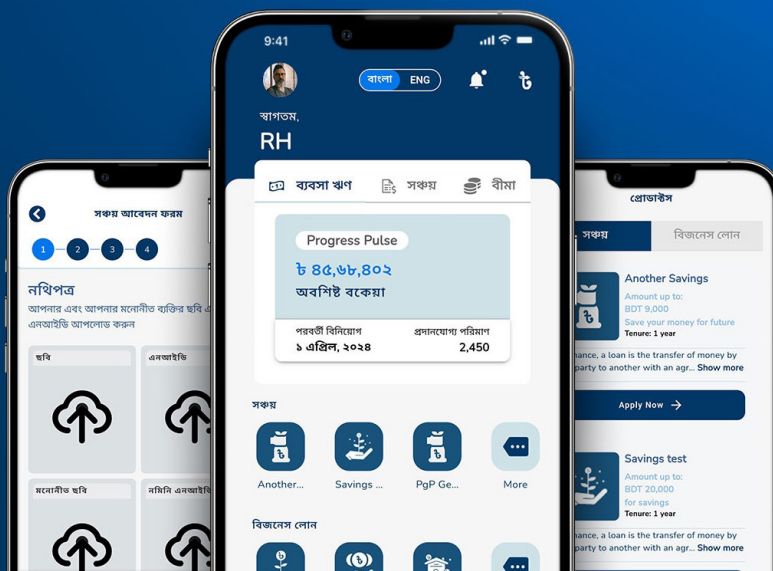 সঞ্চয় আবেদন ফরম
1
2
3
4
নথিপত্র
আপনার এবং আপনার মনোনীত ব্যক্তির ছবি
এনআইডি আপলোড করুন
ছবি
এনআইডি
মনোনীত ছবি
নমিনি এনআইডি
9:41
বাংলা ENG
৳
স্বাগতম,
RH
ব্যবসা ঋণ
সঞ্চয়
বীমা
Progress Pulse
৳ ৪৫,৬৮,৪০২
অবশিষ্ট বকেয়া
পরবর্তী বিনিয়োগ
১ এপ্রিল, ২০২৪
প্রদানযোগ্য পরিমাণ
2,450
সঞ্চয়
Another...
Savings ...
PgP Ge...
More
বিজনেস লোন
প্রোডাক্টস
সঞ্চয়
বিজনেস লোন
Another Savings
Amount up to:
BDT 9,000
Save your money for future
Tenure: 1 year
a loan is the transfer of money by
party to another with an agr... Show more
Apply Now
Savings test
Amount up to:
BDT 20,000
for savings
Tenure: 1 year
a loan is the transfer of money by
party to another with an agr... Show more